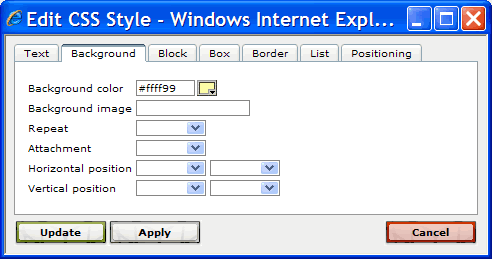 Edit CSS Style - Windows Internet Expl...
Text Background Block Box Border List Positioning
Background color #ffff99
Background image
Repeat
Attachment
Horizontal position
Vertical position
Update Apply Cancel